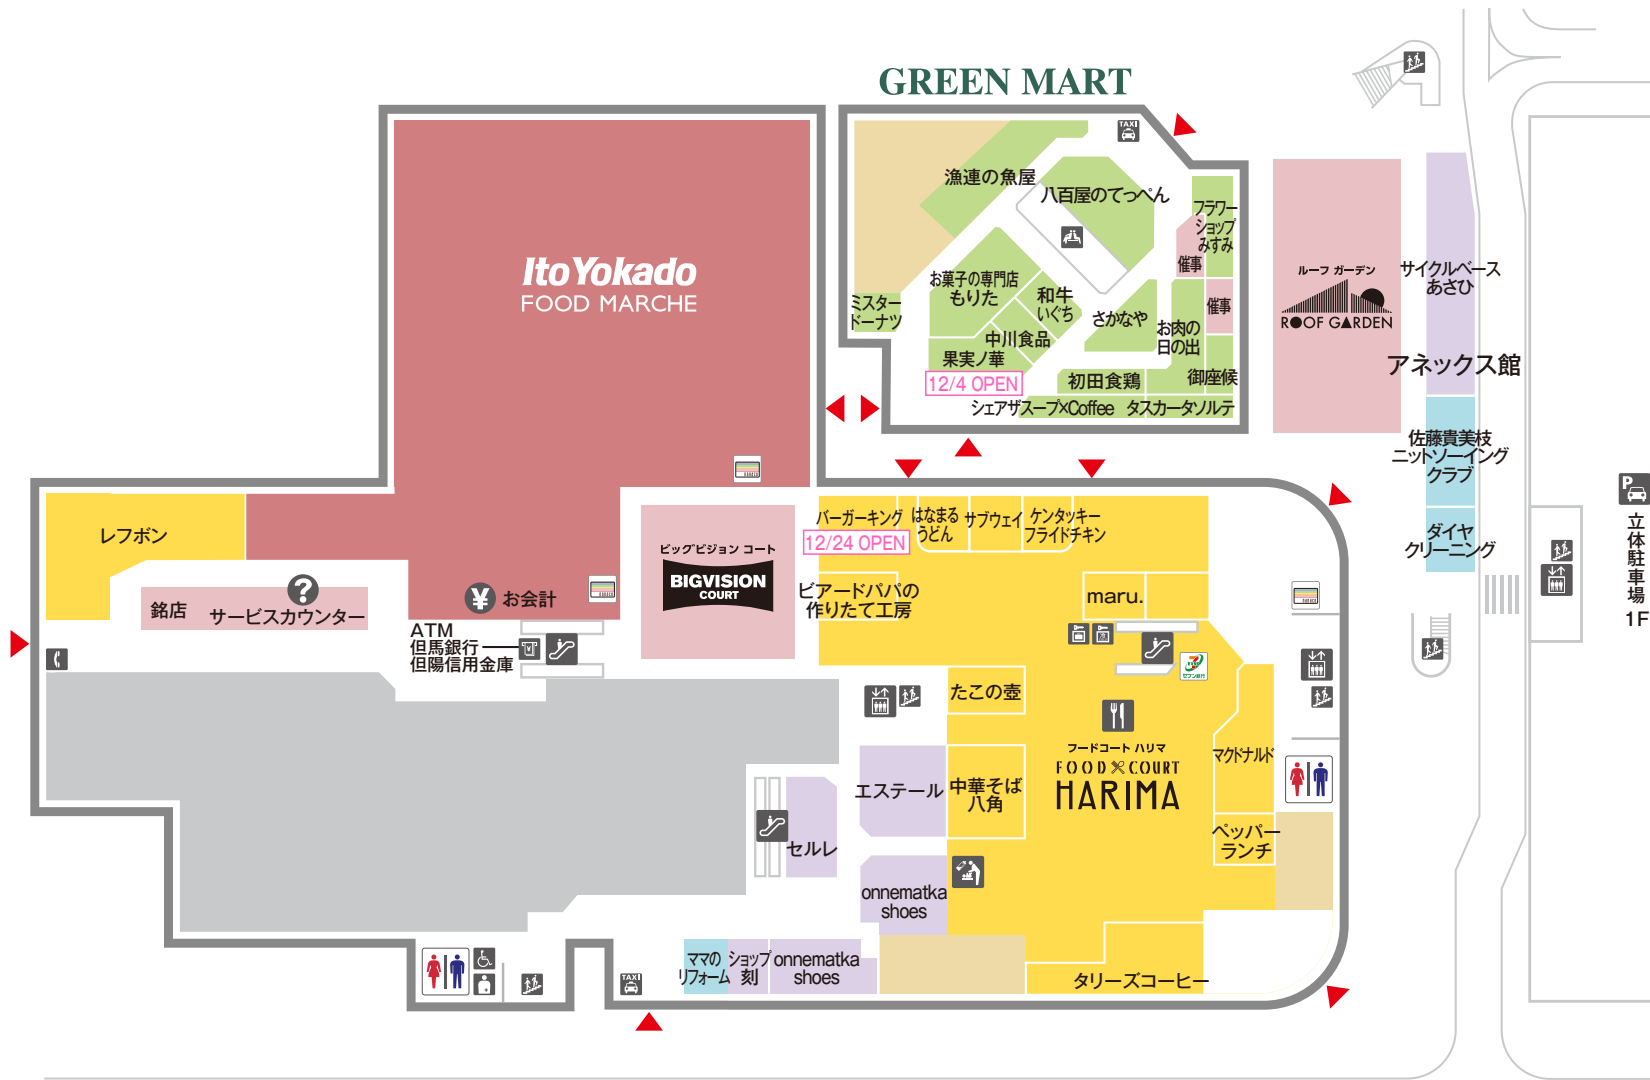 GREEN MART
TAXI
漁連の魚屋
八百屋のてっぺん
フラワー
ショップ
みすみ
催事
お菓子の専門店
もりた
和牛
いぐち
ミスター
ドーナツ
さかなや
お肉の
日の出
催事
中川食品
果実ノ華
12/4 OPEN
初田食鶏
御座候
シェアザスープ×Coffee
タスカータソルテ
Ito Yokado
FOOD MARCHE
ルーフ ガーデン
ROOF GARDEN
サイクルベース
あさひ
アネックス館
佐藤貴美枝
ニットソーイング
クラブ
ダイヤ
クリーニング
P
立体駐車場
1F
レフボン
銘店
?
サービスカウンター
¥
お会計
ATM
但馬銀行
但陽信用金庫
ビッグビジョン コート
BIGVISION
COURT
バーガーキング
12/24 OPEN
はなまる
うどん
サブウェイ
ケンタッキー
フライドチキン
ビアードパパの
作りたて工房
maru.
セブン銀行
たこの壺
フードコート ハリマ
FOOD COURT
HARIMA
マクドナルド
エステール
中華そば
八角
ペッパー
ランチ
セルレ
onnematka
shoes
ママの
リフォーム
ショップ
刻
onnematka
shoes
タリーズコーヒー
TAXI